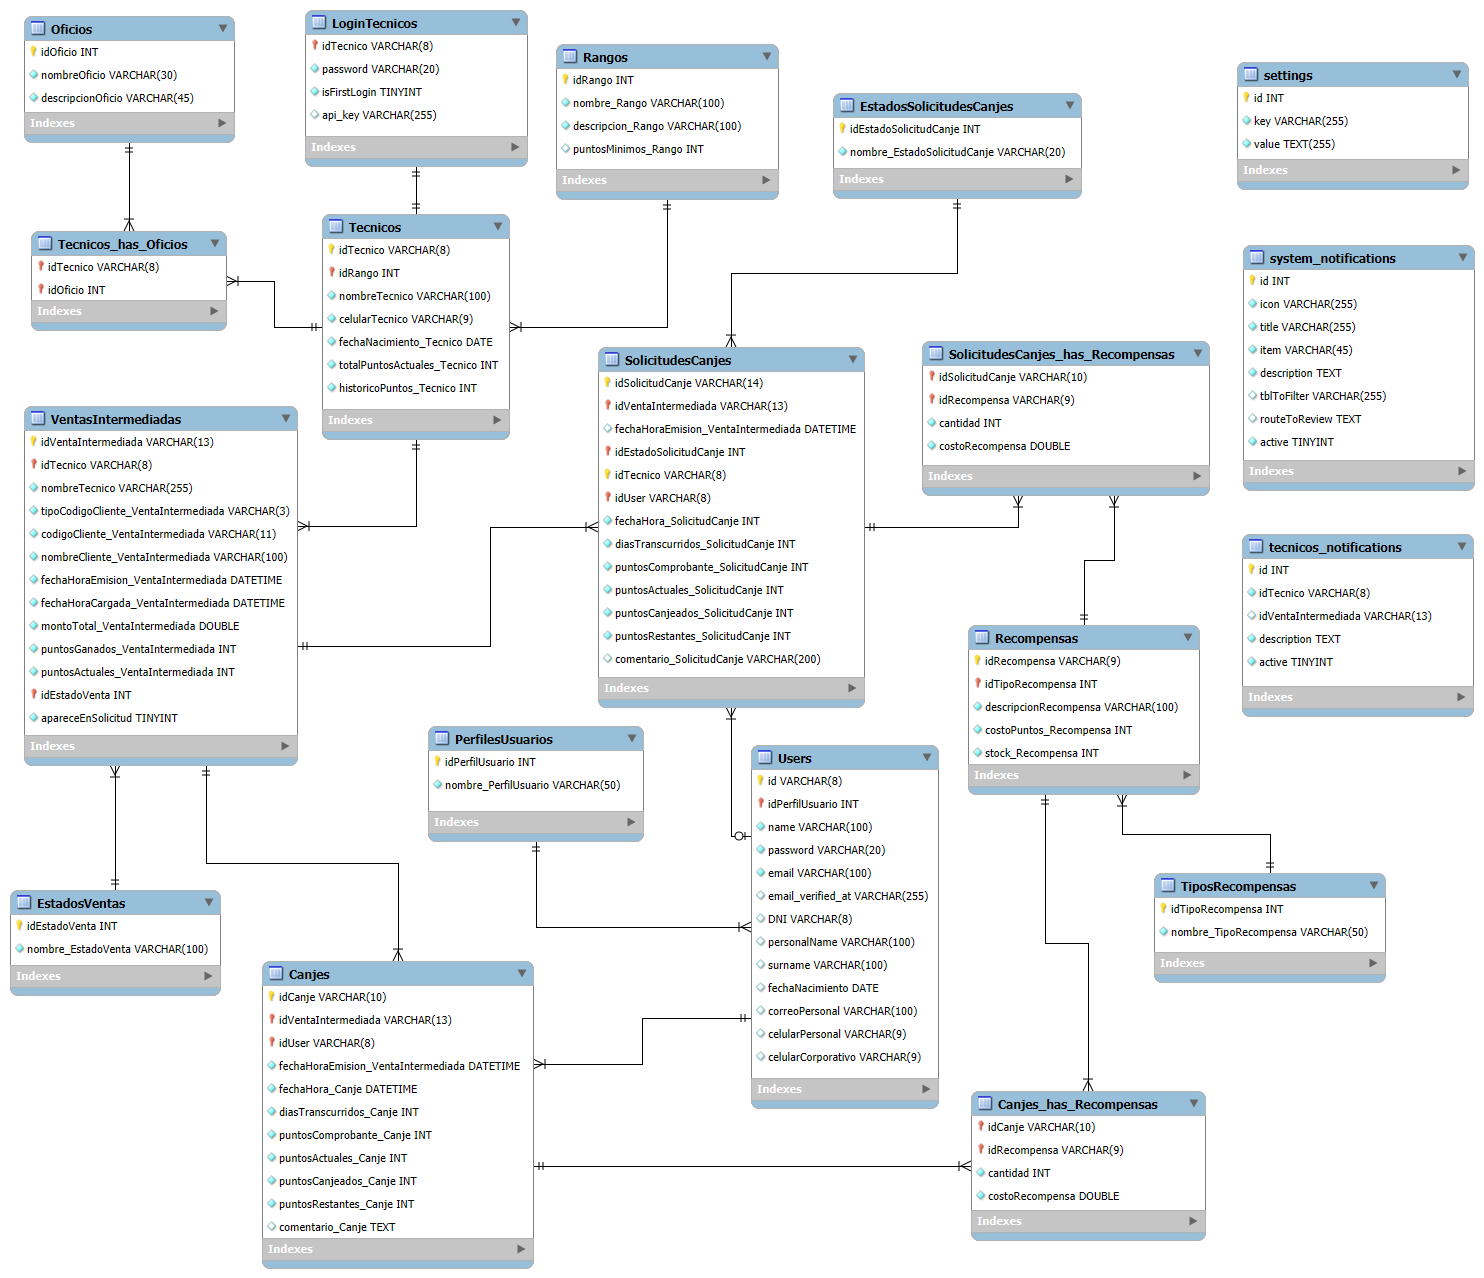 Oficios
idOficio INT
nombreOficio VARCHAR(30)
descripcionOficio VARCHAR(45)
Indexes
LoginTecnicos
idTecnico VARCHAR(8)
password VARCHAR(20)
isFirstLogin TINYINT
api_key VARCHAR(255)
Indexes
Rangos
idRango INT
nombre_Rango VARCHAR(100)
descripcion_Rango VARCHAR(100)
puntosMinimos_Rango INT
Indexes
EstadosSolicitudesCanjes
idEstadoSolicitudCanje INT
nombre_EstadoSolicitudCanje VARCHAR(20)
Indexes
settings
id INT
key VARCHAR(255)
value TEXT(255)
Indexes
Tecnicos_has_Oficios
idTecnico VARCHAR(8)
idOficio INT
Indexes
Tecnicos
idTecnico VARCHAR(8)
idRango INT
nombreTecnico VARCHAR(100)
celularTecnico VARCHAR(9)
fechaNacimiento_Tecnico DATE
totalPuntosActuales_Tecnico INT
historicoPuntos_Tecnico INT
Indexes
system_notifications
id INT
icon VARCHAR(255)
title VARCHAR(255)
item VARCHAR(45)
description TEXT
tblToFilter VARCHAR(255)
routeToReview TEXT
active TINYINT
Indexes
SolicitudesCanjes
idSolicitudCanje VARCHAR(14)
idVentaIntermediada VARCHAR(13)
fechaHoraEmision_VentaIntermediada DATETIME
idEstadoSolicitudCanje INT
idTecnico VARCHAR(8)
idUser VARCHAR(8)
fechaHora_SolicitudCanje INT
diasTranscurridos_SolicitudCanje INT
puntosComprobante_SolicitudCanje INT
puntosActuales_SolicitudCanje INT
puntosCanjeados_SolicitudCanje INT
puntosRestantes_SolicitudCanje INT
comentario_SolicitudCanje VARCHAR(200)
Indexes
SolicitudesCanjes_has_Recompensas
idSolicitudCanje VARCHAR(10)
idRecompensa VARCHAR(9)
cantidad INT
costoRecompensa DOUBLE
Indexes
VentasIntermediadas
idVentaIntermediada VARCHAR(13)
idTecnico VARCHAR(8)
nombreTecnico VARCHAR(255)
tipoCodigoCliente_VentaIntermediada VARCHAR(3)
codigoCliente_VentaIntermediada VARCHAR(11)
nombreCliente_VentaIntermediada VARCHAR(100)
fechaHoraEmision_VentaIntermediada DATETIME
fechaHoraCargada_VentaIntermediada DATETIME
montoTotal_VentaIntermediada DOUBLE
puntosGanados_VentaIntermediada INT
puntosActuales_VentaIntermediada INT
idEstadoVenta INT
apareceEnSolicitud TINYINT
Indexes
tecnicos_notifications
id INT
idTecnico VARCHAR(8)
idVentaIntermediada VARCHAR(13)
description TEXT
active TINYINT
Indexes
Recompensas
idRecompensa VARCHAR(9)
idTipoRecompensa INT
descripcionRecompensa VARCHAR(100)
costoPuntos_Recompensa INT
stock_Recompensa INT
Indexes
PerfilesUsuarios
idPerfilUsuario INT
nombre_PerfilUsuario VARCHAR(50)
Indexes
Users
id VARCHAR(8)
idPerfilUsuario INT
name VARCHAR(100)
password VARCHAR(20)
email VARCHAR(100)
email_verified_at VARCHAR(255)
DNI VARCHAR(8)
personalName VARCHAR(100)
surname VARCHAR(100)
fechaNacimiento DATE
correoPersonal VARCHAR(100)
celularPersonal VARCHAR(9)
celularCorporativo VARCHAR(9)
Indexes
TiposRecompensas
idTipoRecompensa INT
nombre_TipoRecompensa VARCHAR(50)
Indexes
EstadosVentas
idEstadoVenta INT
nombre_EstadoVenta VARCHAR(100)
Indexes
Canjes
idCanje VARCHAR(10)
idVentaIntermediada VARCHAR(13)
idUser VARCHAR(8)
fechaHoraEmision_VentaIntermediada DATETIME
fechaHora_Canje DATETIME
diasTranscurridos_Canje INT
puntosComprobante_Canje INT
puntosActuales_Canje INT
puntosCanjeados_Canje INT
puntosRestantes_Canje INT
comentario_Canje TEXT
Indexes
Canjes_has_Recompensas
idCanje VARCHAR(10)
idRecompensa VARCHAR(9)
cantidad INT
costoRecompensa DOUBLE
Indexes